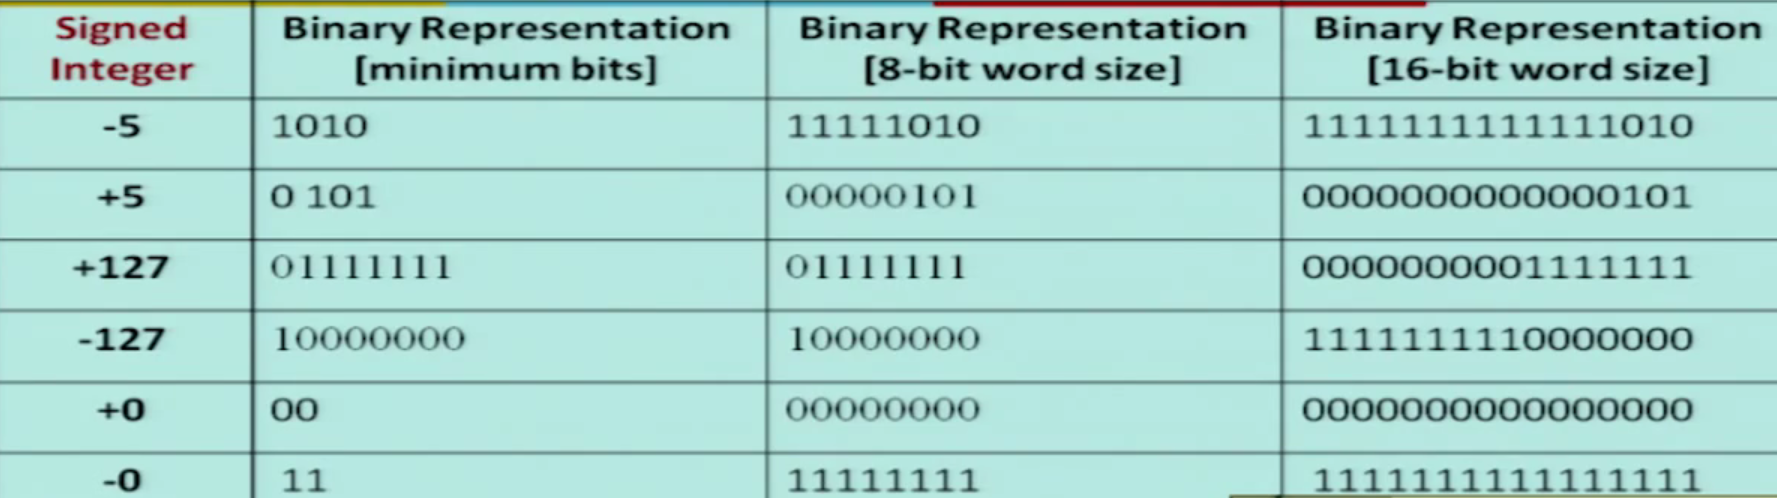 Signed Binary Representation Binary Representation Binary Representation
Integer [minimum bits] [8-bit word size] [16-bit word size]
-5 1010 11111010 1111111111111010
+5 0 101 00000101 0000000000000101
+127 01111111 01111111 0000000001111111
-127 10000000 10000000 1111111110000000
+0 00 00000000 0000000000000000
-0 11 11111111 1111111111111111